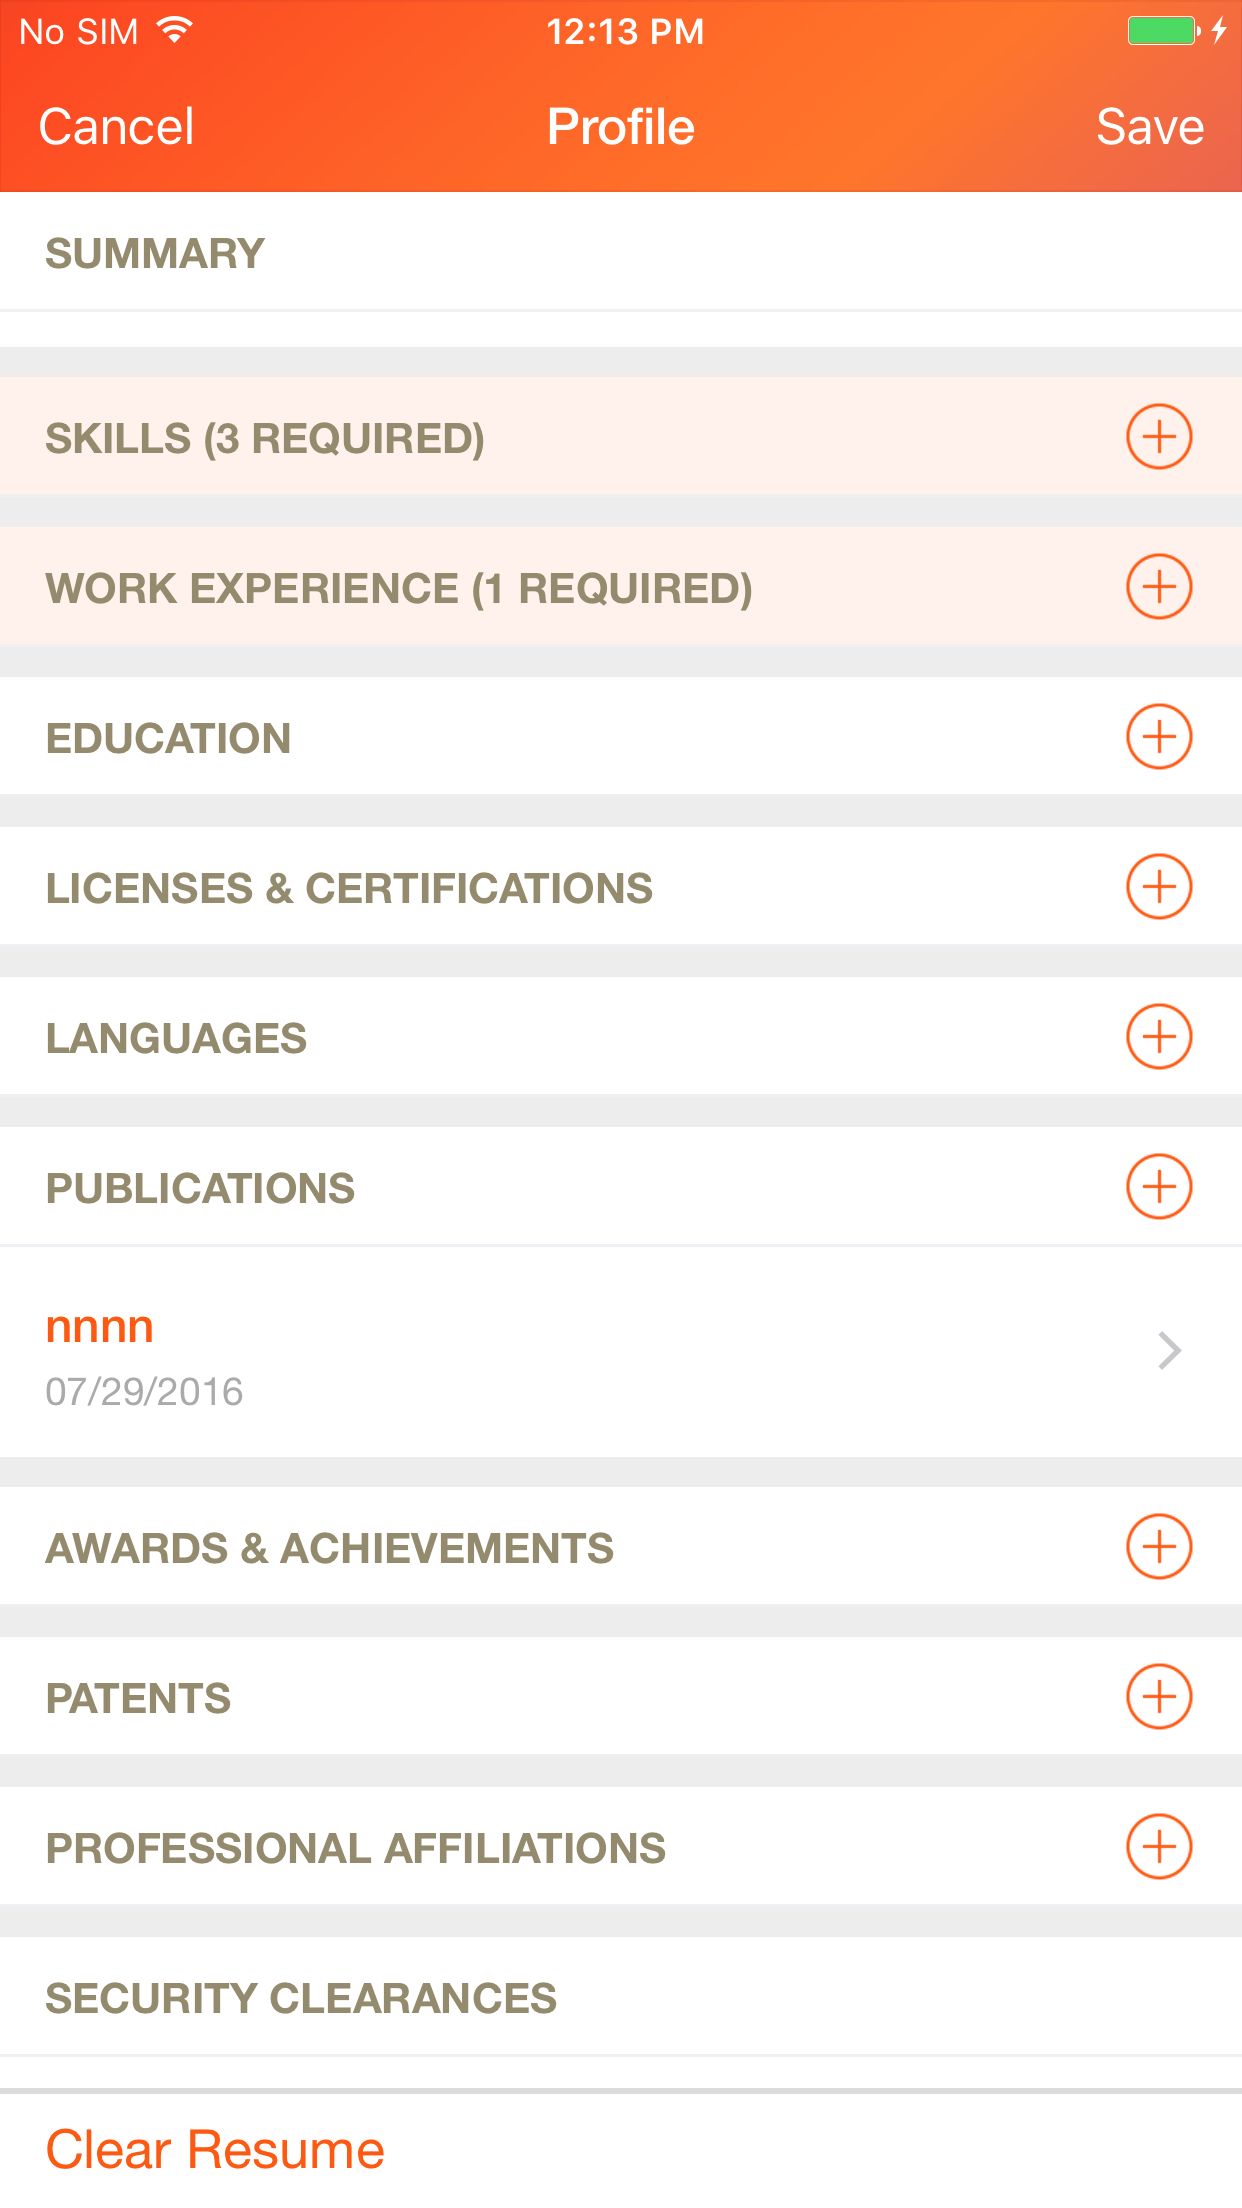 No SIM 12:13 PM
Cancel Profile Save
SUMMARY
SKILLS (3 REQUIRED)
WORK EXPERIENCE (1 REQUIRED)
EDUCATION
LICENSES & CERTIFICATIONS
LANGUAGES
PUBLICATIONS
nnnn
07/29/2016
AWARDS & ACHIEVEMENTS
PATENTS
PROFESSIONAL AFFILIATIONS
SECURITY CLEARANCES
Clear Resume